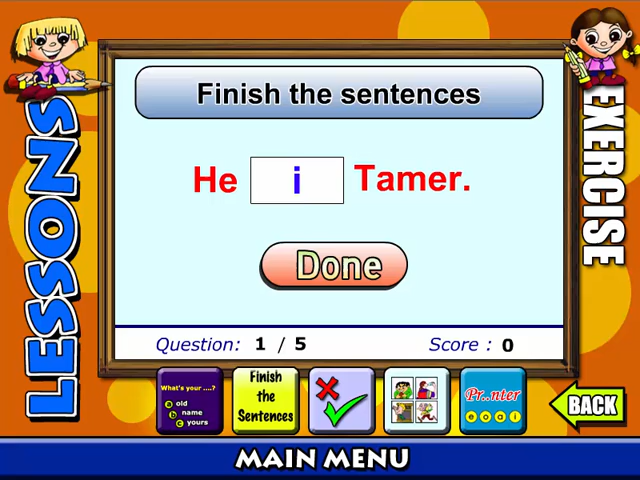 LESSONS
EXERCISE
Finish the sentences
He i Tamer.
Done
Question: 1 / 5 Score : 0
What's your ....?
a old
b name
c yours
Finish
the
Sentences
Pr..nter
e o a i
BACK
MAIN MENU